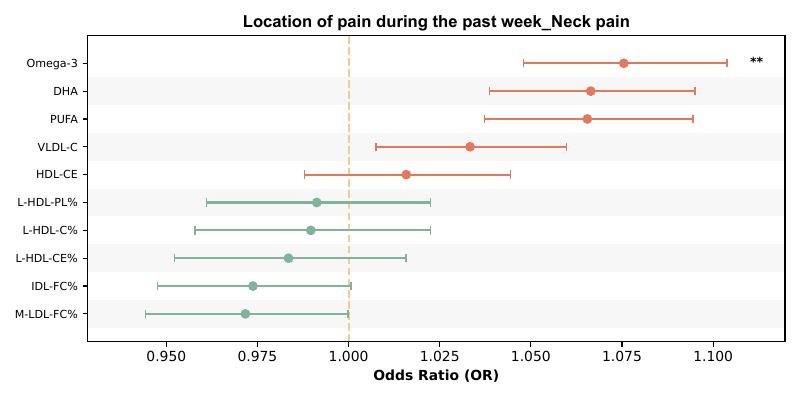 Location of pain during the past week_Neck pain
Omega-3
**
DHA
PUFA
VLDL-C
HDL-CE
L-HDL-PL%
L-HDL-C%
L-HDL-CE%
IDL-FC%
M-LDL-FC%
0.950 0.975 1.000 1.025 1.050 1.075 1.100
Odds Ratio (OR)